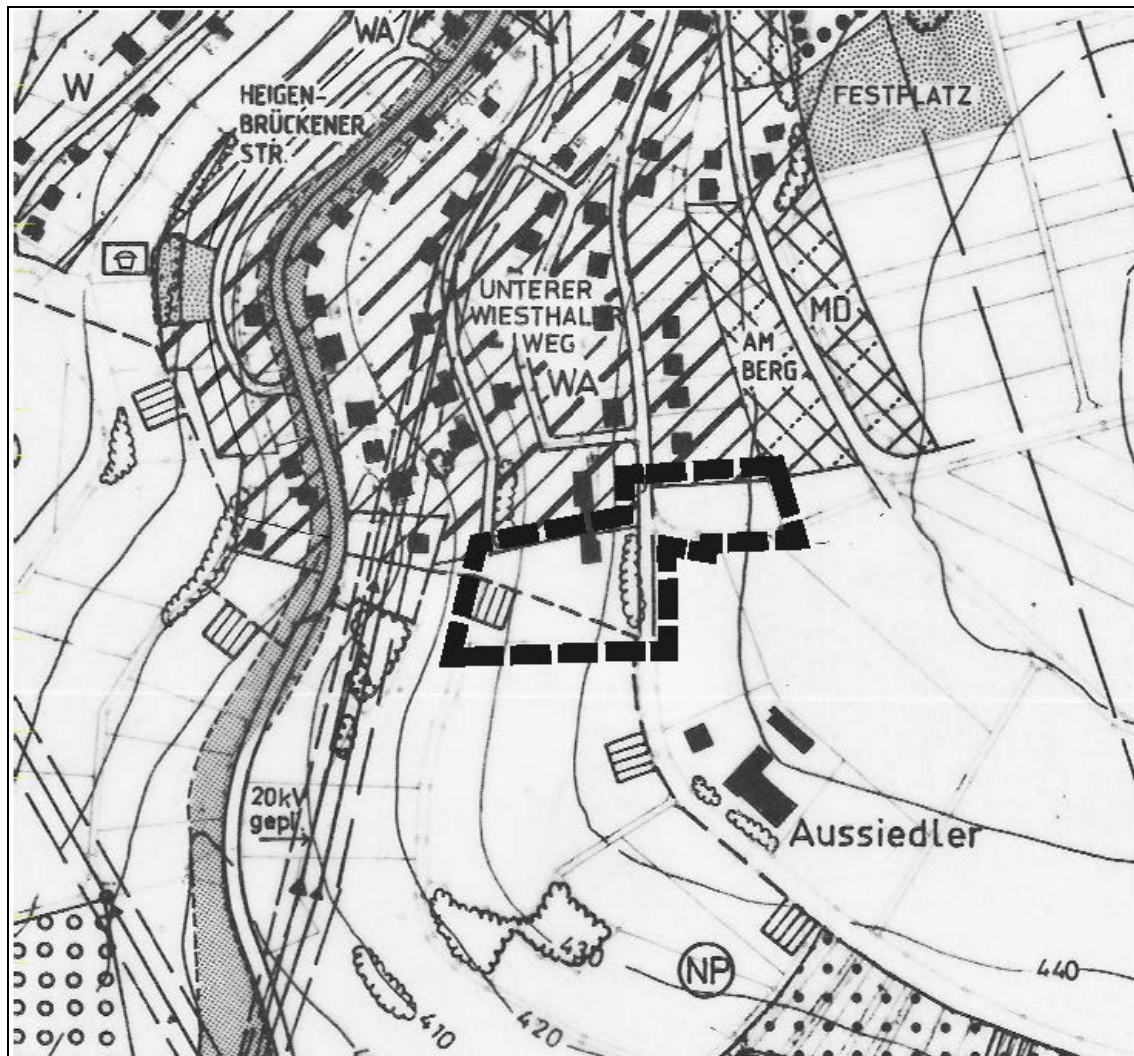 WA
W
HEIGEN-
BRÜCKENER
STR.
FESTPLATZ
UNTERER
WIESTHALER
WEG
WA
AM
BERG
MD
20kV
gepl.
Aussiedler
430
NP
440
410
420